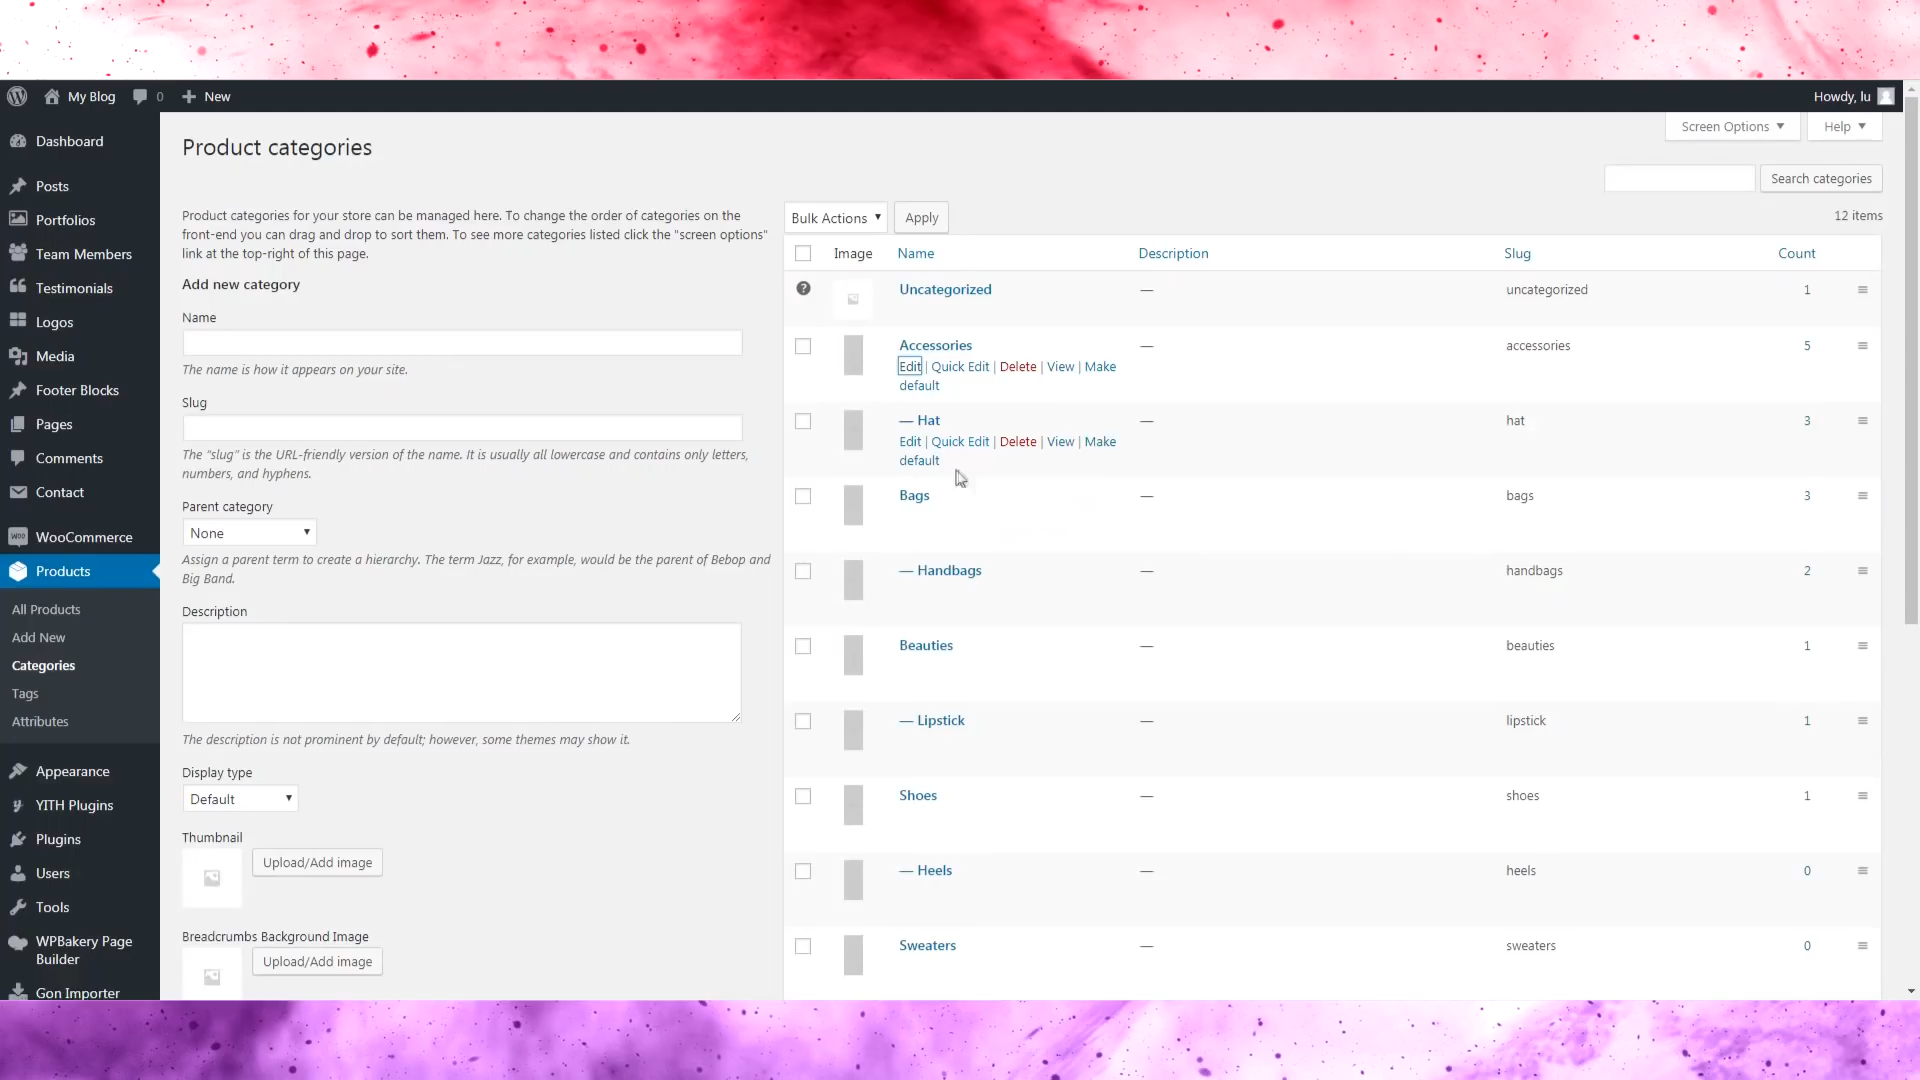 My Blog
0
New
Howdy, lu
Screen Options
Help
Dashboard
Posts
Portfolios
Team Members
Testimonials
Logos
Media
Footer Blocks
Pages
Comments
Contact
WooCommerce
Products
All Products
Add New
Categories
Tags
Attributes
Appearance
YITH Plugins
Plugins
Users
Tools
WPBakery Page
Builder
Gon Importer
Product categories
Product categories for your store can be managed here. To change the order of categories on the
front-end you can drag and drop to sort them. To see more categories listed click the "screen options"
link at the top-right of this page.
Add new category
Name
The name is how it appears on your site.
Slug
The “slug” is the URL-friendly version of the name. It is usually all lowercase and contains only letters,
numbers, and hyphens.
Parent category
None
Assign a parent term to create a hierarchy. The term Jazz, for example, would be the parent of Bebop and
Big Band.
Description
The description is not prominent by default; however, some themes may show it.
Display type
Default
Thumbnail
Upload/Add image
Breadcrumbs Background Image
Upload/Add image
Search categories
Bulk Actions
Apply
12 items
Image Name Description Slug Count
Uncategorized — uncategorized 1
Accessories — accessories 5
Edit | Quick Edit | Delete | View | Make
default
— Hat — hat 3
Edit | Quick Edit | Delete | View | Make
default
Bags — bags 3
— Handbags — handbags 2
Beauties — beauties 1
— Lipstick — lipstick 1
Shoes — shoes 1
— Heels — heels 0
Sweaters — sweaters 0